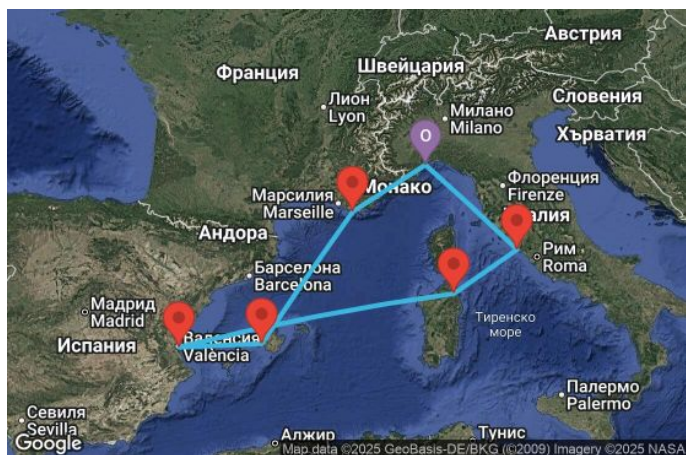 Австрия
Франция
Швейцария
Словения
Лион
Lyon
Милано
Milano
Хърватия
О
Марсилия
Marseille
Монако
Флоренция
Firenze
алия
Андора
Рим
Roma
Барселона
Barcelona
Мадрид
Madrid
Испания
Валенсия
València
Тиренско
море
Палермо
Palermo
Севиля
Sevilla
Google
Алжир
Тунис
Map data ©2025 GeoBasis-DE/BKG (©2009) Imagery ©2025 NASA